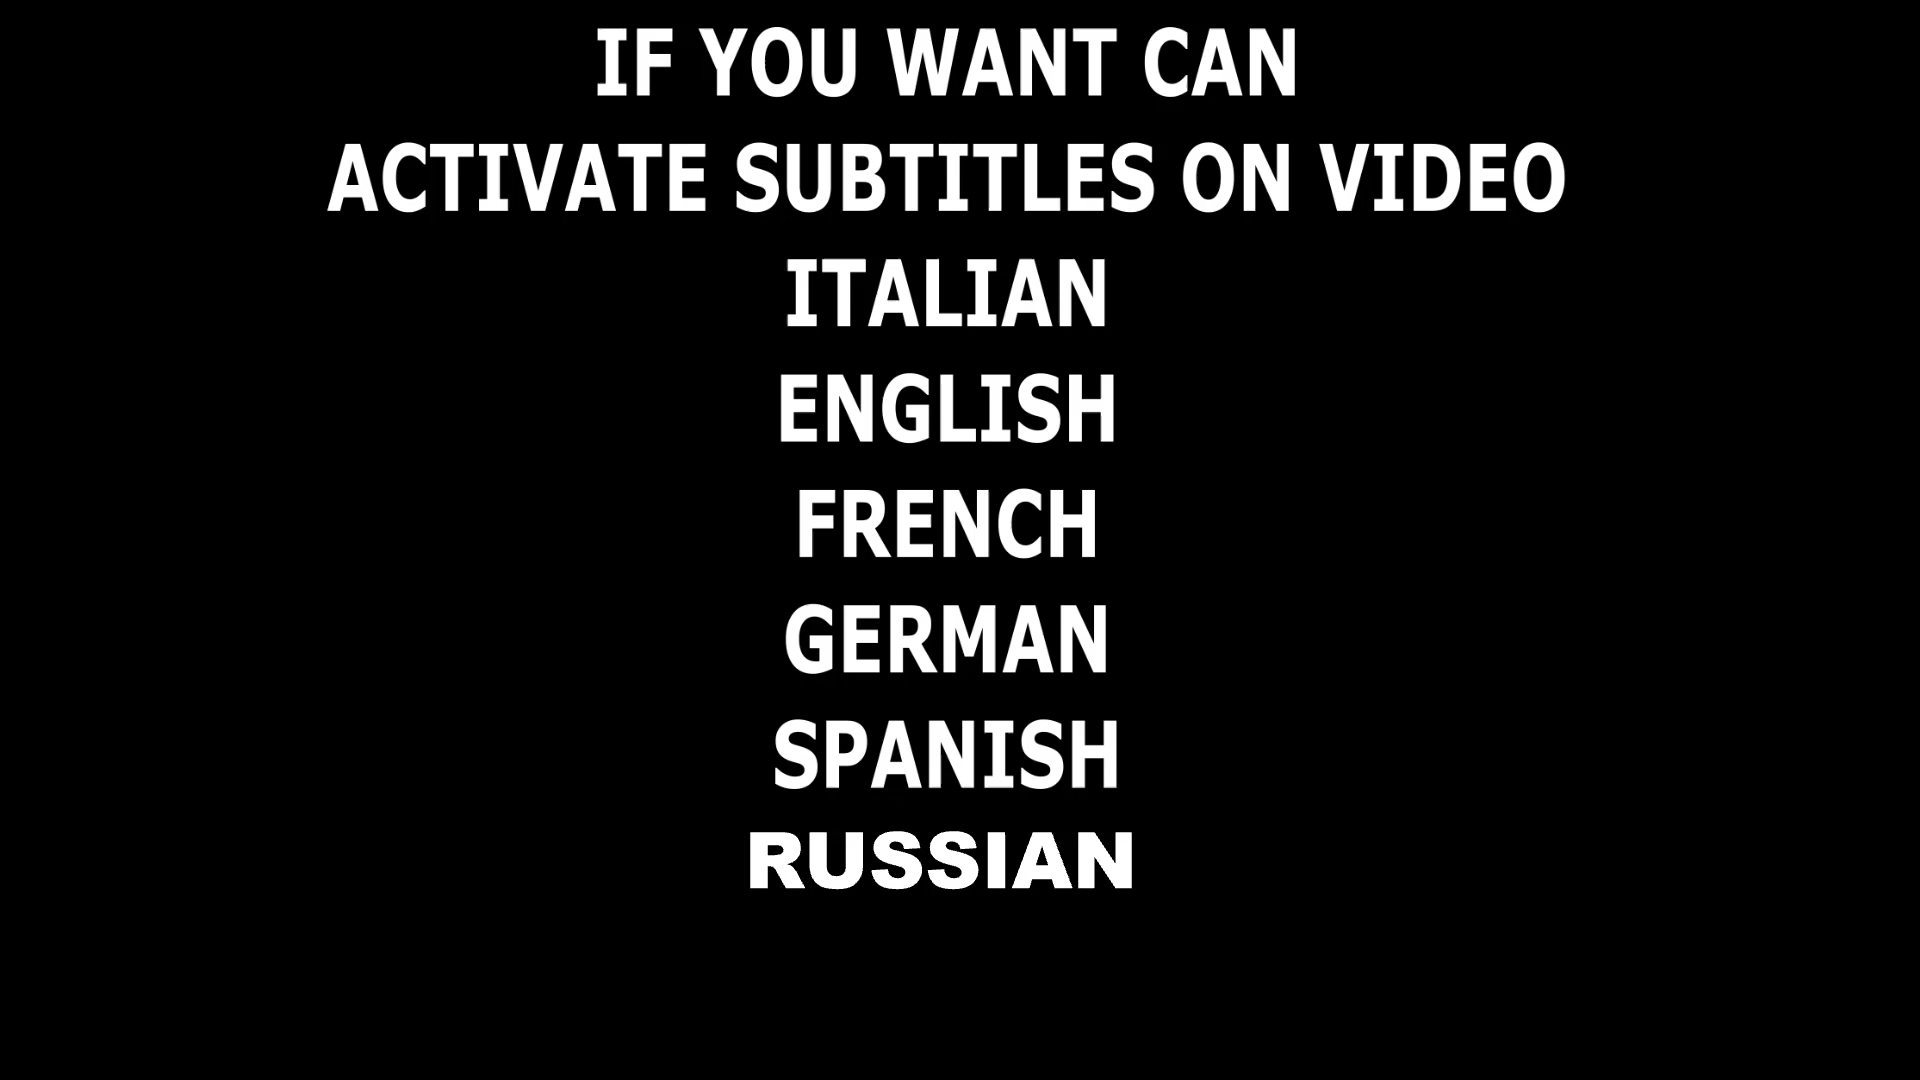 IF YOU WANT CAN
ACTIVATE SUBTITLES ON VIDEO
ITALIAN
ENGLISH
FRENCH
GERMAN
SPANISH
RUSSIAN